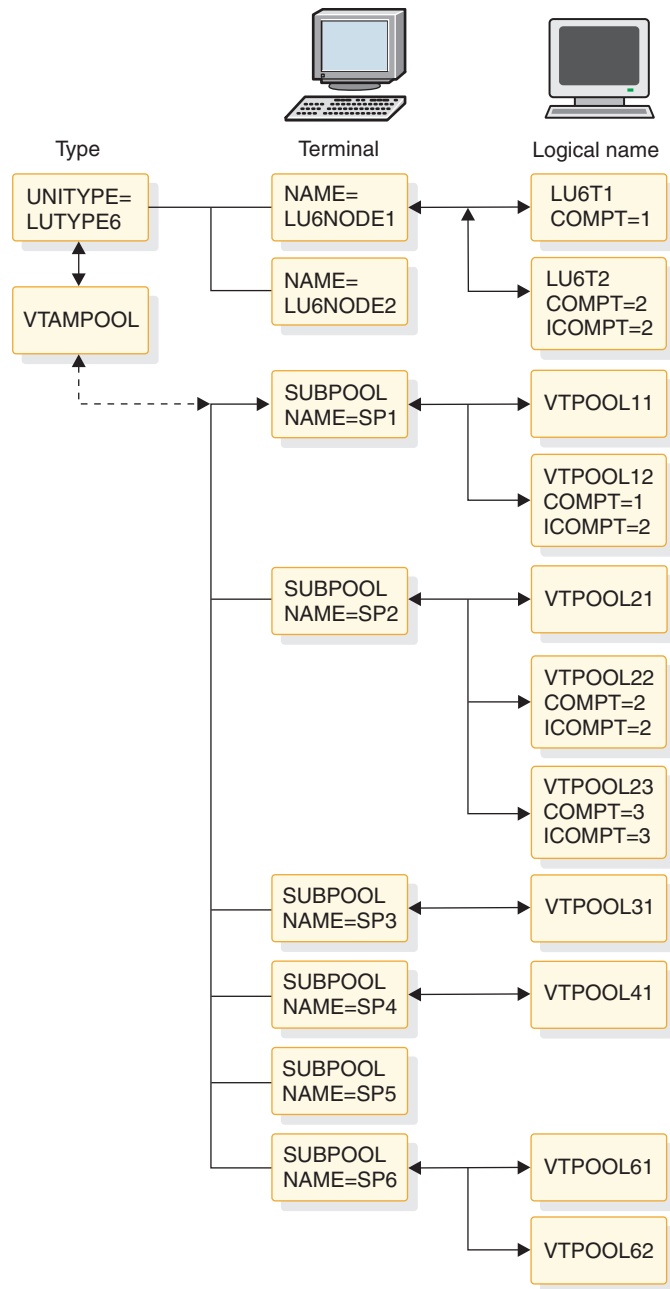 Type
Terminal
Logical name
UNITYPE=
LUTYPE6
NAME=
LU6NODE1
LU6T1
COMPT=1
NAME=
LU6NODE2
LU6T2
COMPT=2
ICOMPT=2
VTAMPOOL
SUBPOOL
NAME=SP1
VTPOOL11
VTPOOL12
COMPT=1
ICOMPT=2
SUBPOOL
NAME=SP2
VTPOOL21
VTPOOL22
COMPT=2
ICOMPT=2
VTPOOL23
COMPT=3
ICOMPT=3
SUBPOOL
NAME=SP3
VTPOOL31
SUBPOOL
NAME=SP4
VTPOOL41
SUBPOOL
NAME=SP5
SUBPOOL
NAME=SP6
VTPOOL61
VTPOOL62